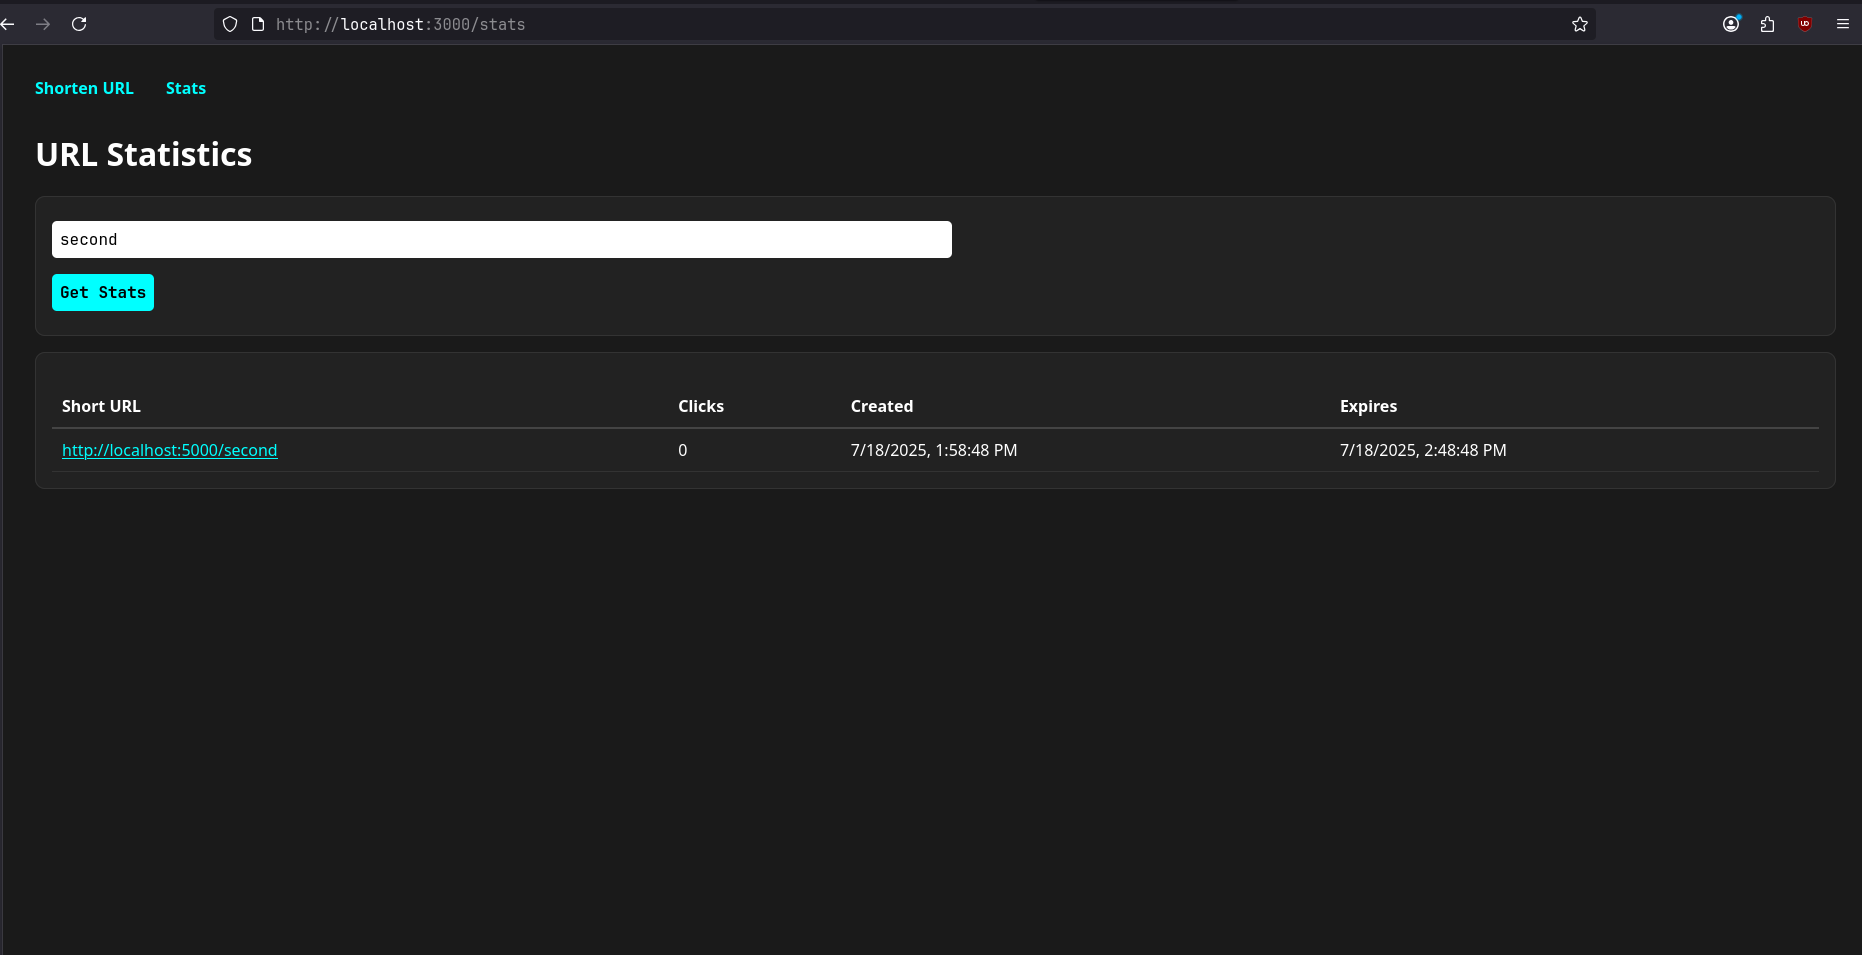 http://localhost:3000/stats
Shorten URL Stats
URL Statistics
second
Get Stats
Short URL Clicks Created Expires
http://localhost:5000/second 0 7/18/2025, 1:58:48 PM 7/18/2025, 2:48:48 PM